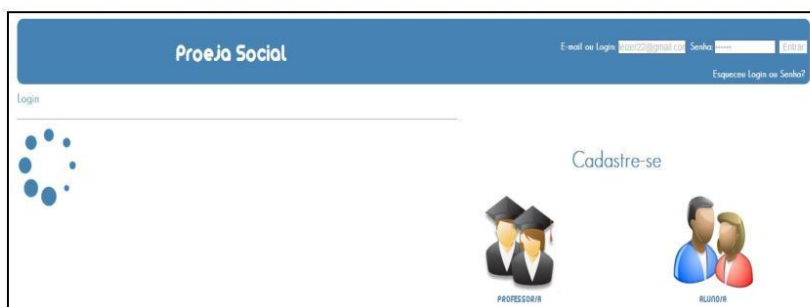 Proeja Social
E-mail ou Login: Senha: Entrar
Esqueceu Login ou Senha?
Login
Cadastre-se
PROFESSOR/A
ALUNO/A